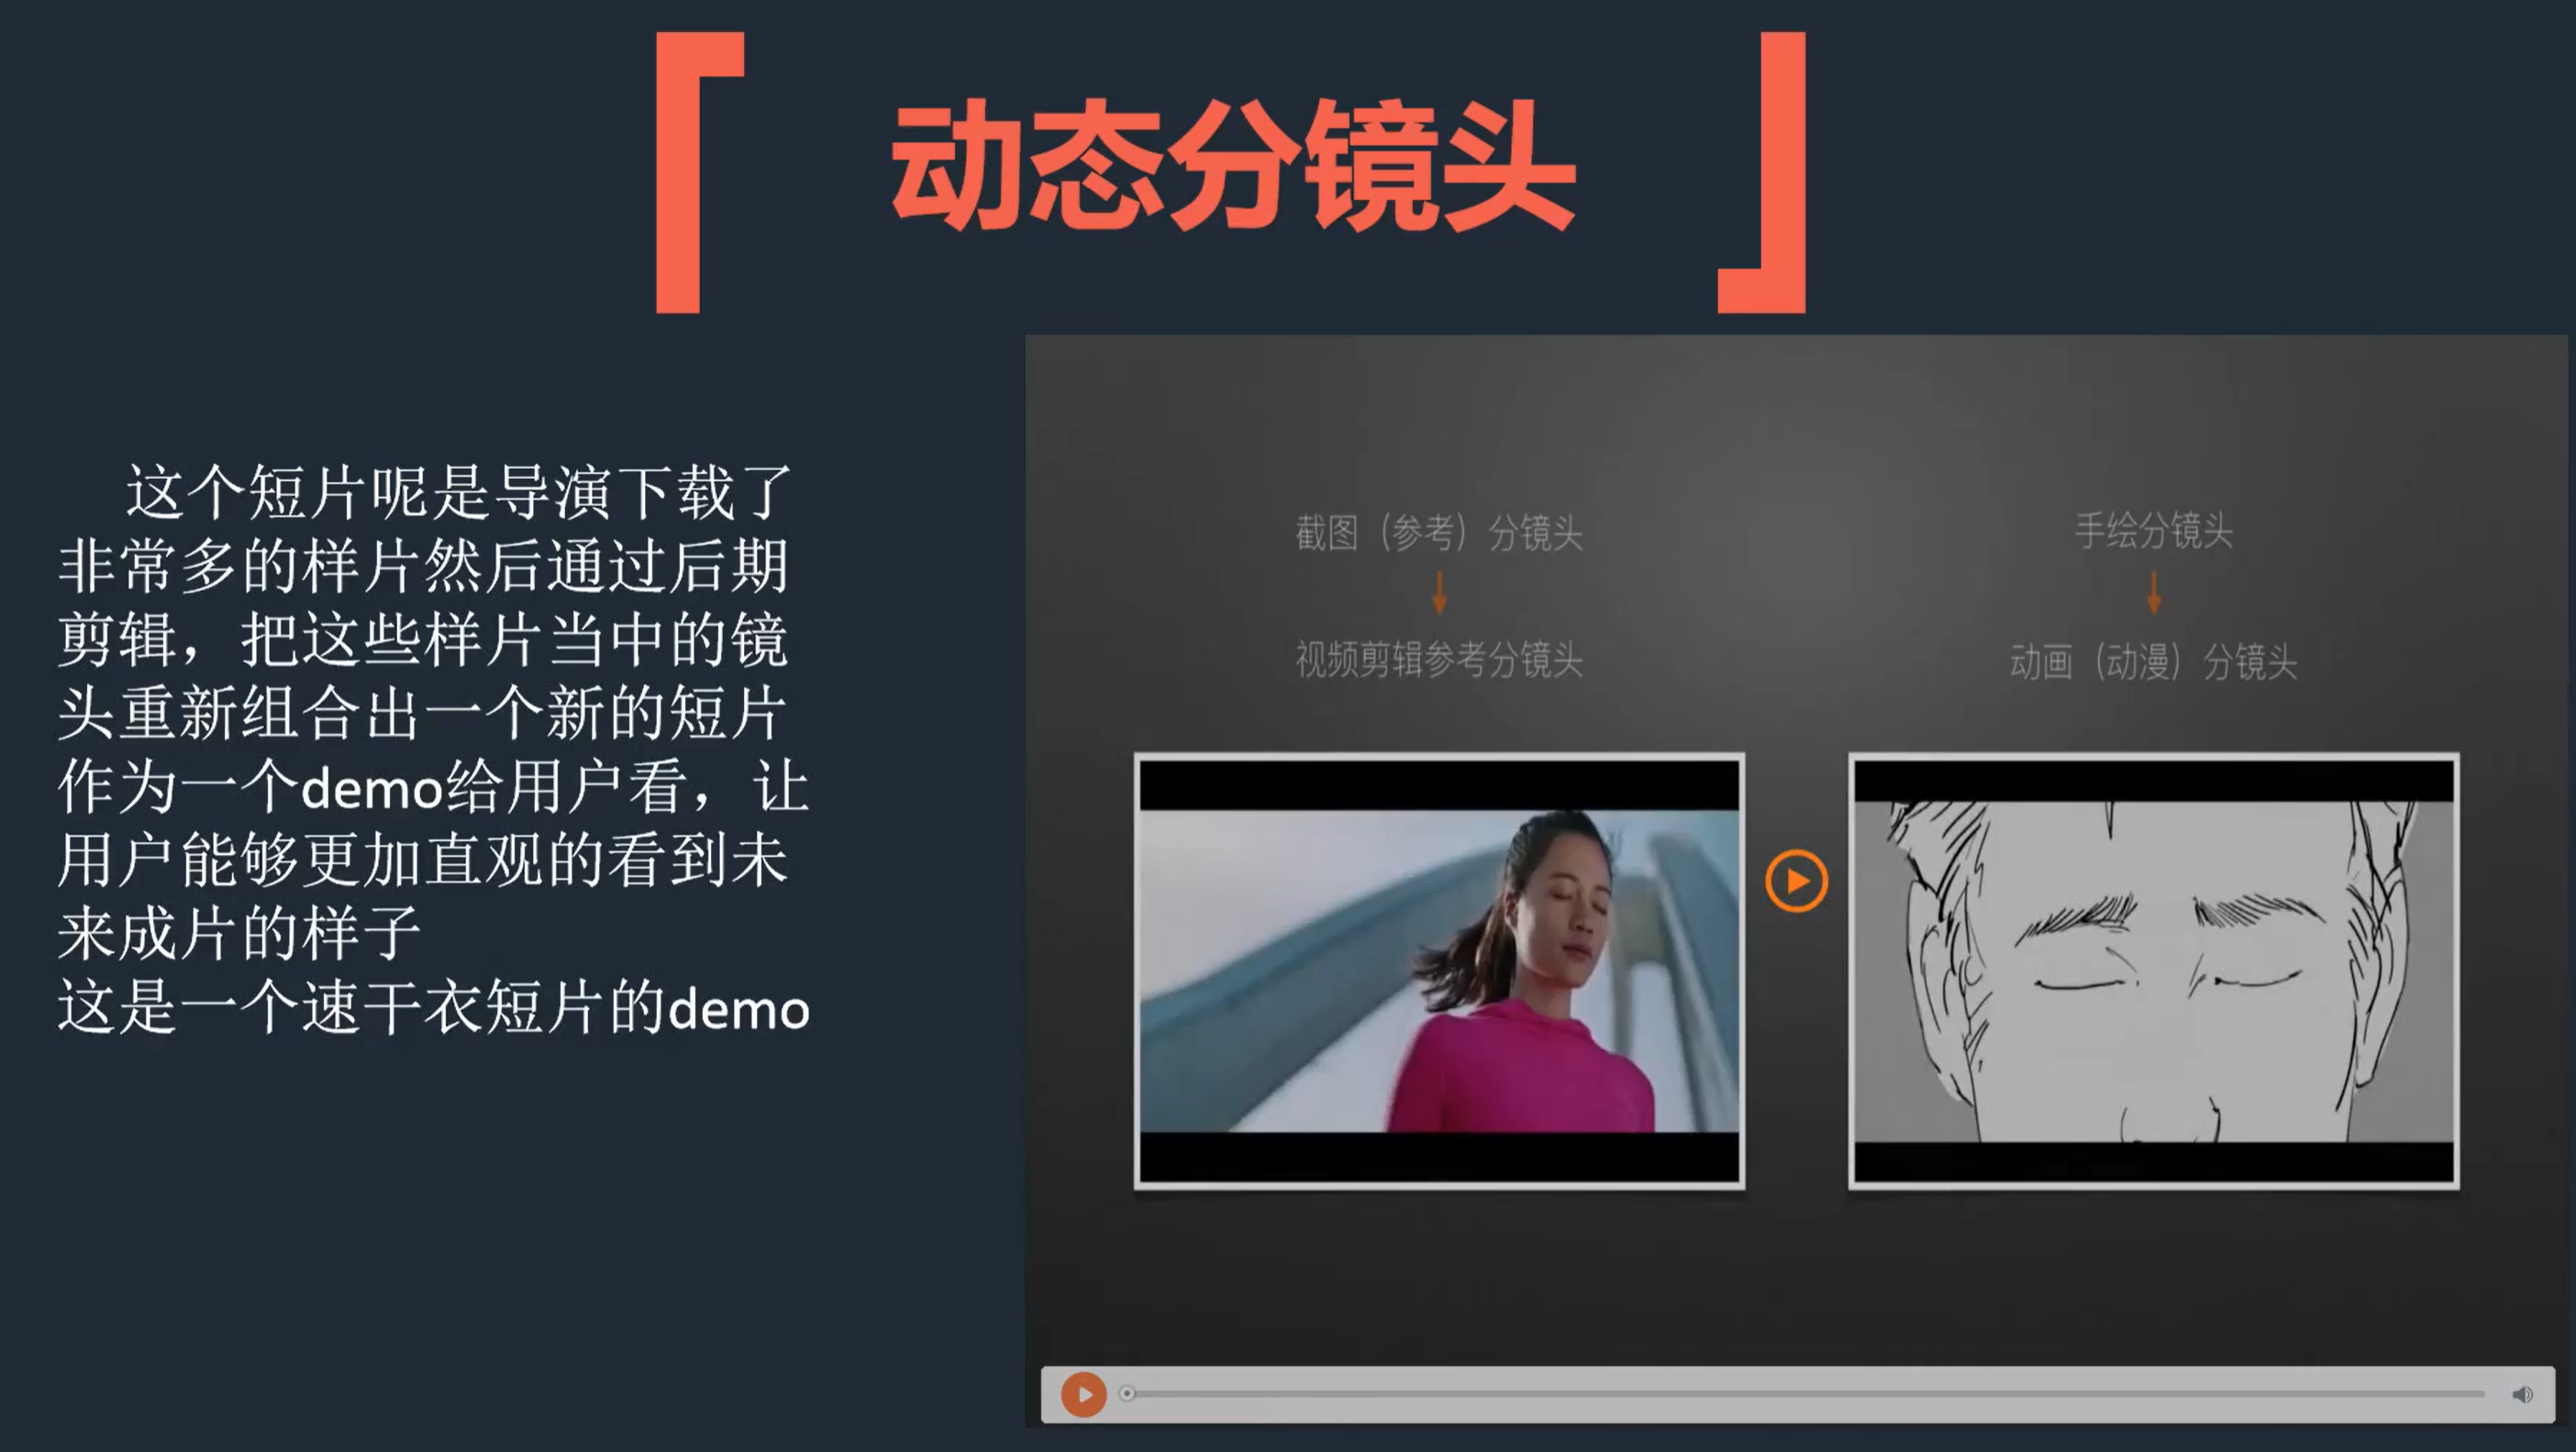 动态分镜头
这个短片呢是导演下载了
非常多的样片然后通过后期
剪辑，把这些样片当中的镜
头重新组合出一个新的短片
作为一个demo给用户看，让
用户能够更加直观的看到未
来成片的样子
这是一个速干衣短片的demo
截图（参考）分镜头
视频剪辑参考分镜头
手绘分镜头
动画（动漫）分镜头